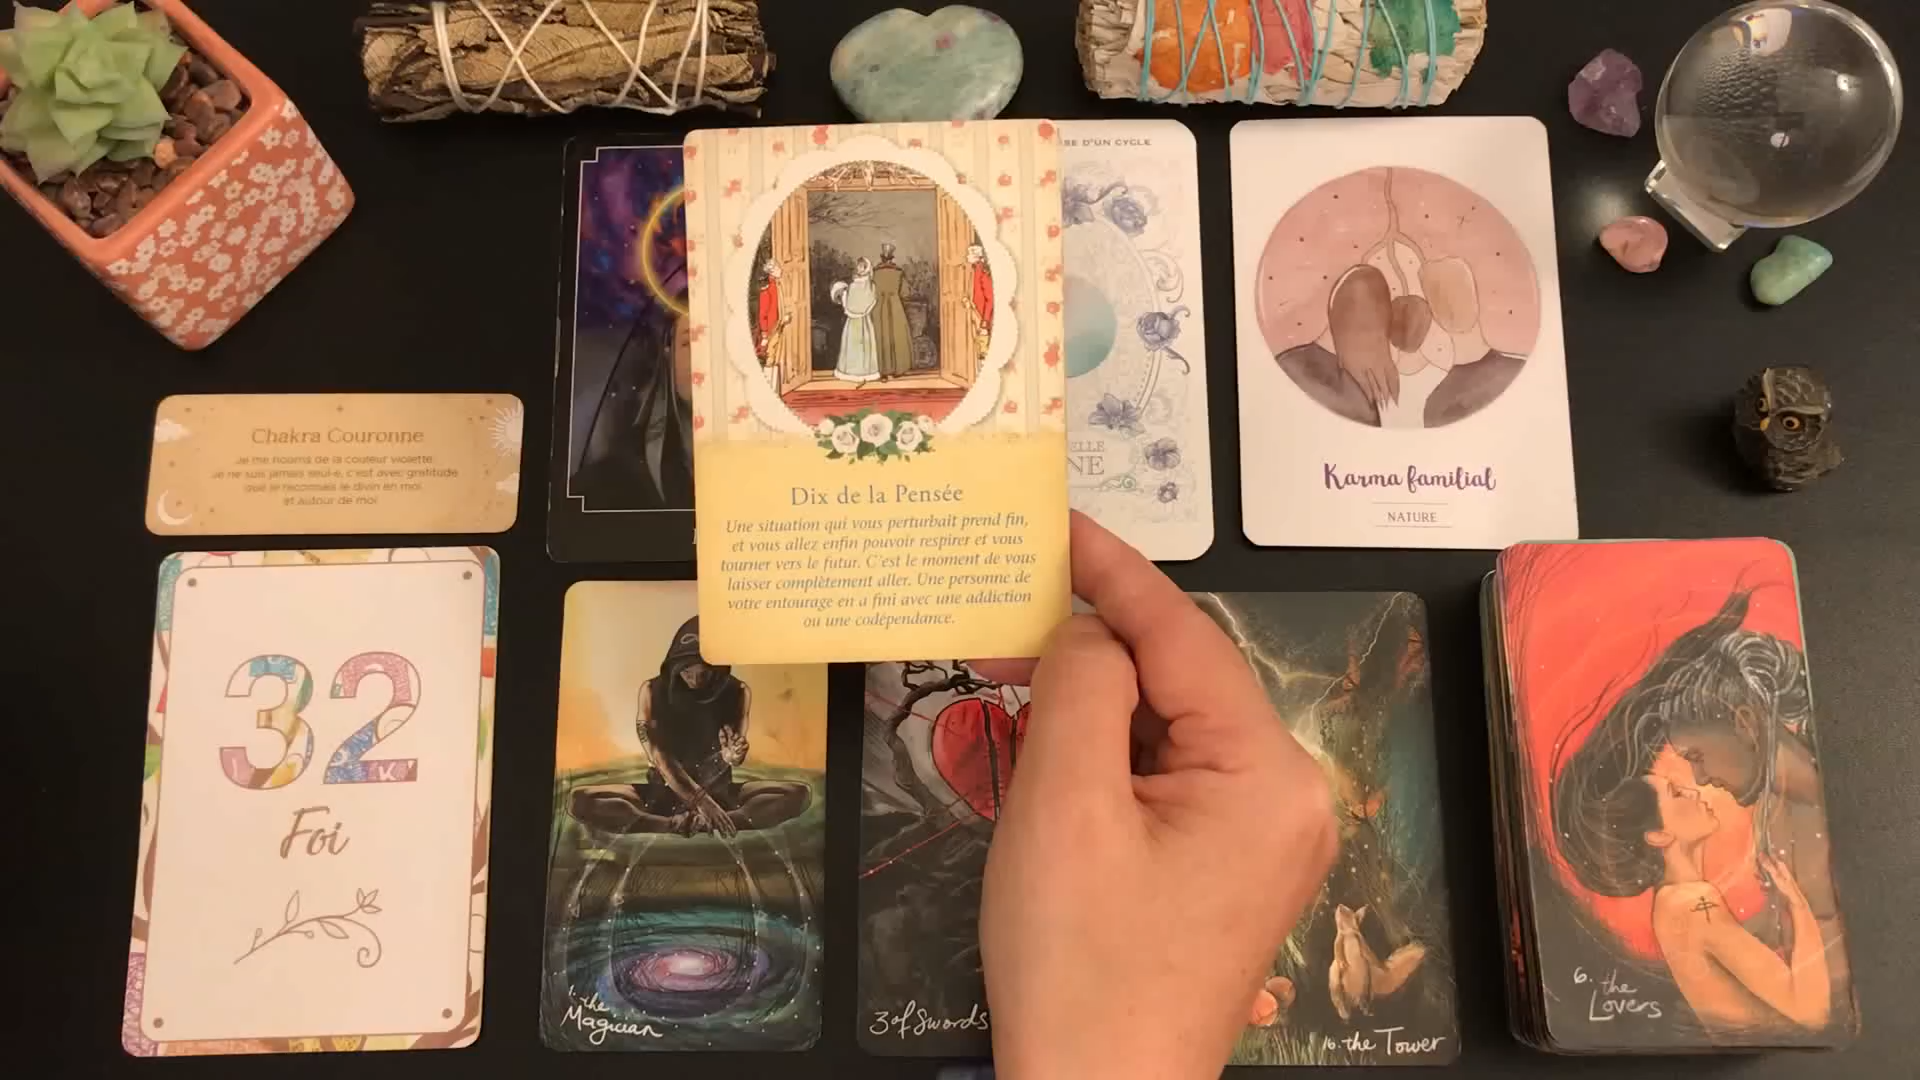 SE D'UN CYCLE
ELLE
NE
Karma familial
NATURE
Chakra Couronne
Je me nourris de la couleur violette.
Je ne suis jamais seul·e, c'est avec gratitude
que je reconnais le divin en moi
et autour de moi
Dix de la Pensée
Une situation qui vous perturbait prend fin,
et vous allez enfin pouvoir respirer et vous
tourner vers le futur. C'est le moment de vous
laisser complètement aller. Une personne de
votre entourage en a fini avec une addiction
ou une codépendance.
32
Foi
1. the
Magician
3 of Swords
16. the Tower
6. the
Lovers